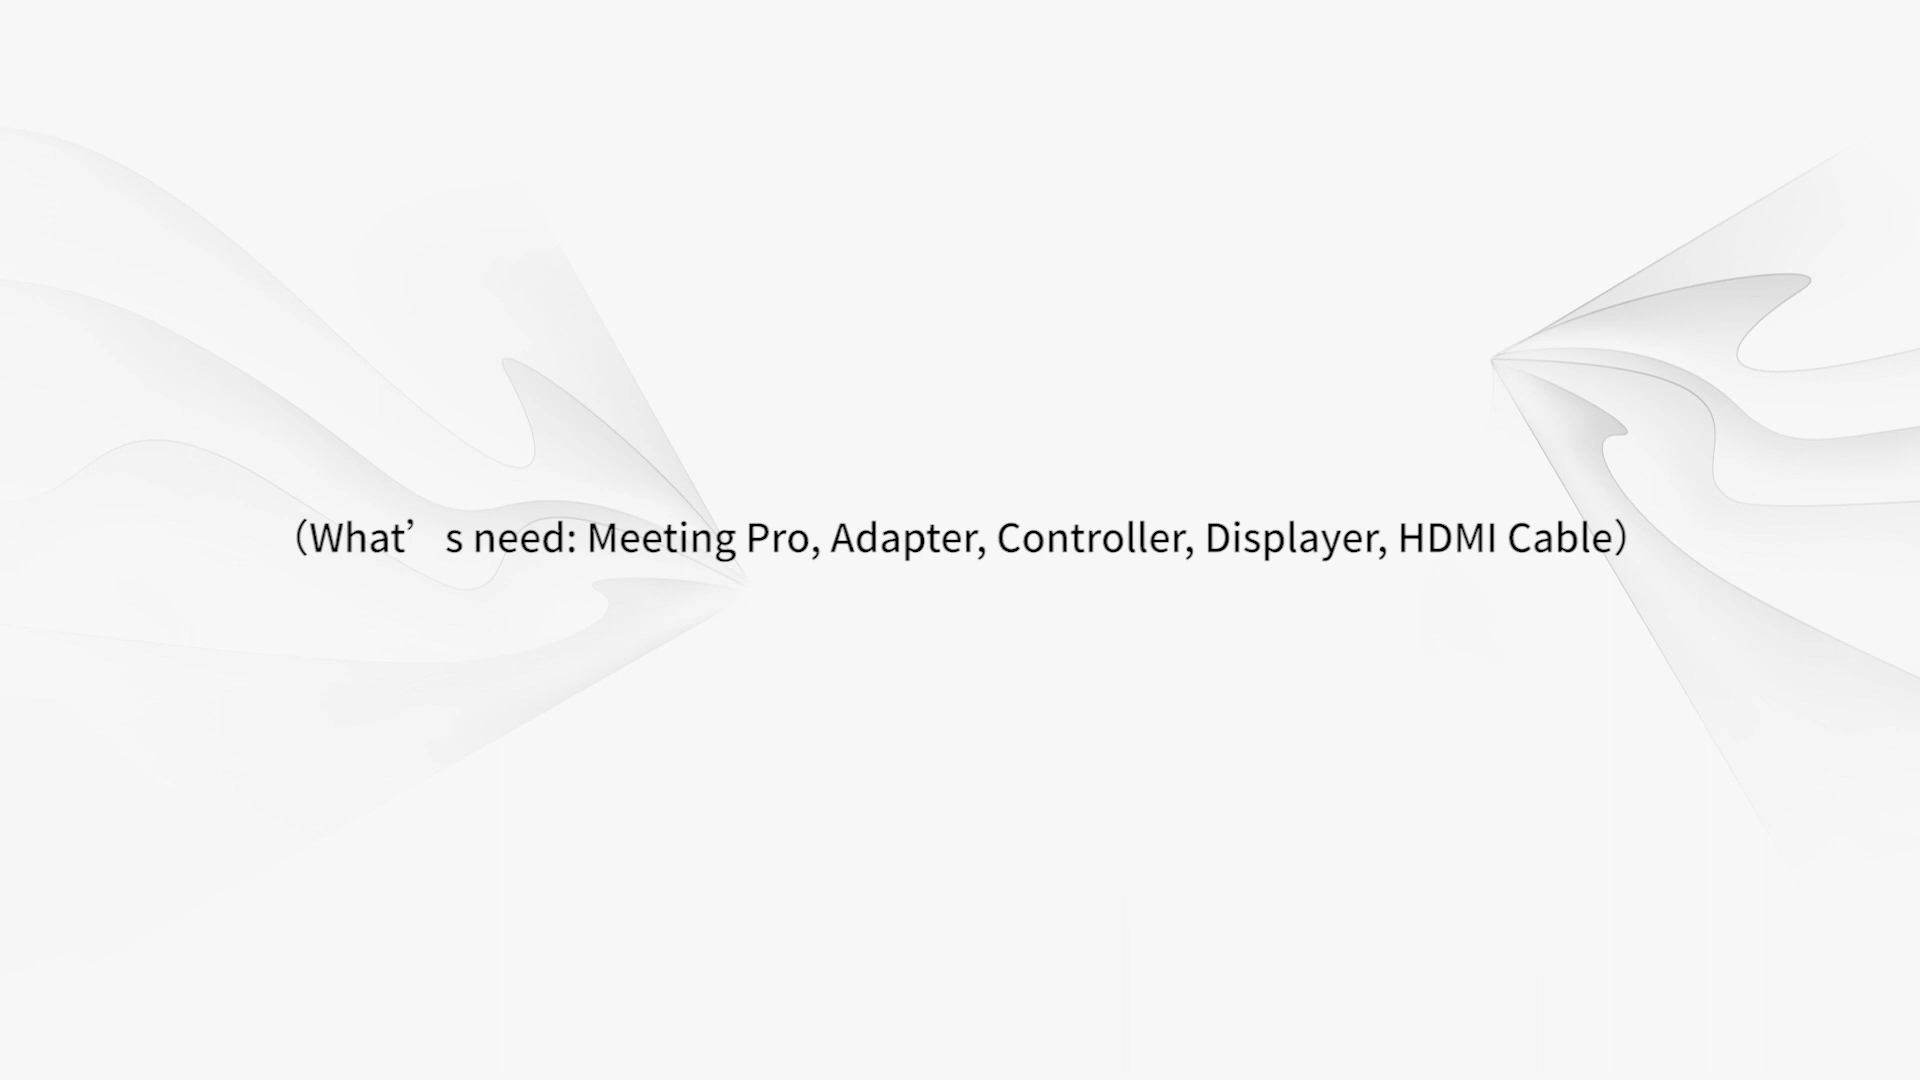 （What’s need: Meeting Pro, Adapter, Controller, Displayer, HDMI Cable）